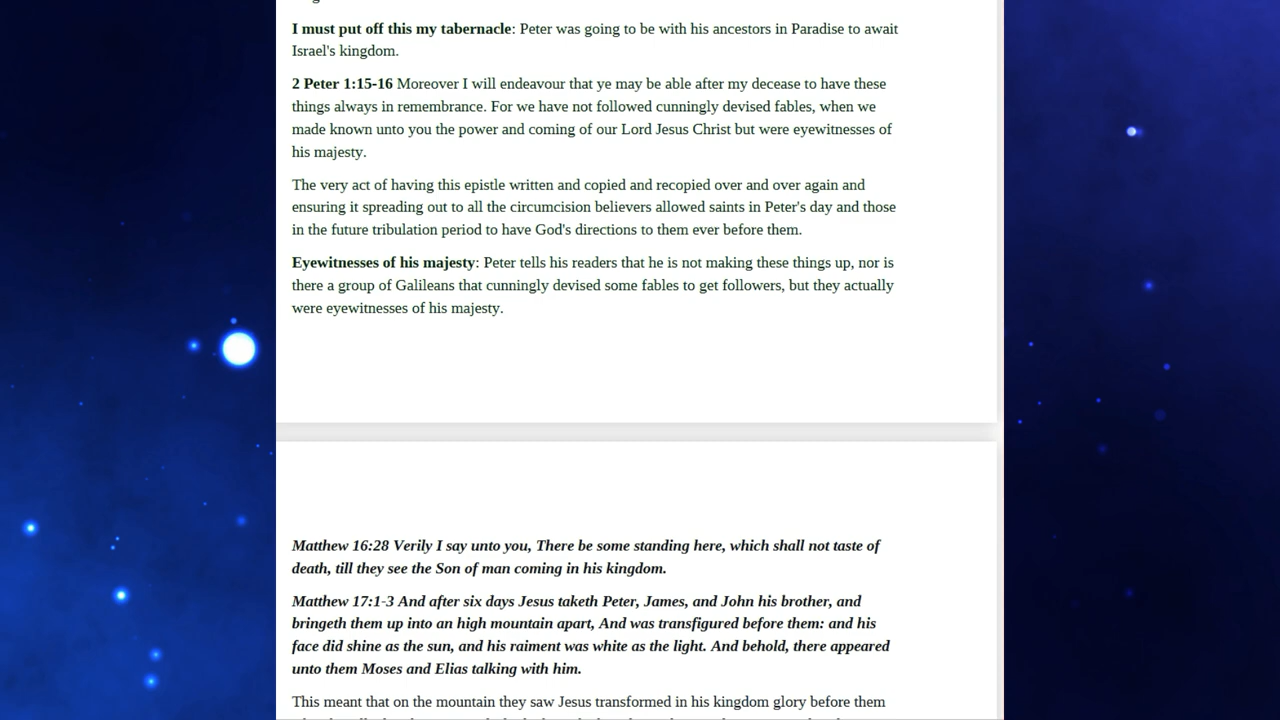 I must put off this my tabernacle: Peter was going to be with his ancestors in Paradise to await
Israel's kingdom.
2 Peter 1:15-16 Moreover I will endeavour that ye may be able after my decease to have these
things always in remembrance. For we have not followed cunningly devised fables, when we
made known unto you the power and coming of our Lord Jesus Christ but were eyewitnesses of
his majesty.
The very act of having this epistle written and copied and recopied over and over again and
ensuring it spreading out to all the circumcision believers allowed saints in Peter's day and those
in the future tribulation period to have God's directions to them ever before them.
Eyewitnesses of his majesty: Peter tells his readers that he is not making these things up, nor is
there a group of Galileans that cunningly devised some fables to get followers, but they actually
were eyewitnesses of his majesty.
Matthew 16:28 Verily I say unto you, There be some standing here, which shall not taste of
death, till they see the Son of man coming in his kingdom.
Matthew 17:1-3 And after six days Jesus taketh Peter, James, and John his brother, and
bringeth them up into an high mountain apart, And was transfigured before them: and his
face did shine as the sun, and his raiment was white as the light. And behold, there appeared
unto them Moses and Elias talking with him.
This meant that on the mountain they saw Jesus transformed in his kingdom glory before them